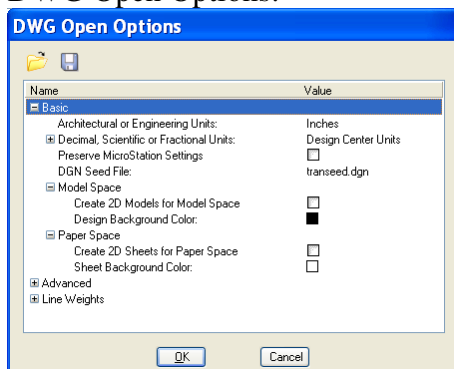 DWG Open Options.
DWG Open Options
Name Value
Basic
Architectural or Engineering Units: Inches
Decimal, Scientific or Fractional Units: Design Center Units
Preserve MicroStation Settings
DGN Seed File: transeed.dgn
Model Space
Create 2D Models for Model Space
Design Background Color:
Paper Space
Create 2D Sheets for Paper Space
Sheet Background Color:
Advanced
Line Weights
OK Cancel